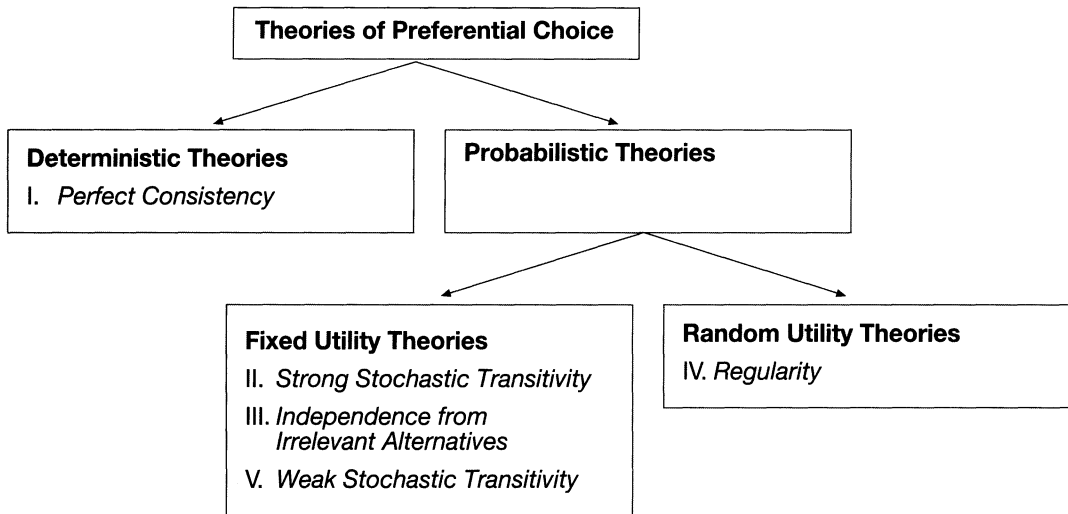 Theories of Preferential Choice
Deterministic Theories
I. Perfect Consistency
Probabilistic Theories
Fixed Utility Theories
II. Strong Stochastic Transitivity
III. Independence from
Irrelevant Alternatives
V. Weak Stochastic Transitivity
Random Utility Theories
IV. Regularity